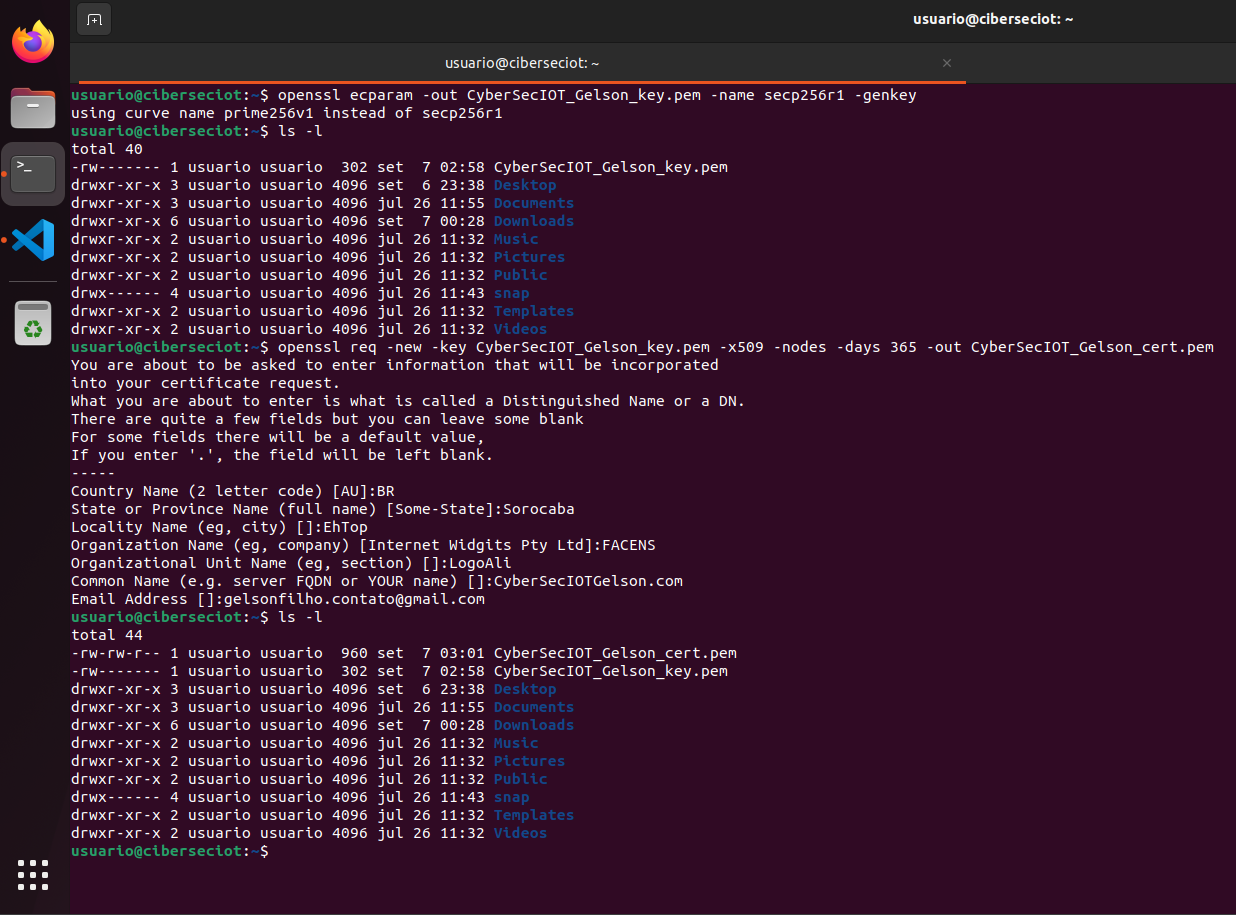 usuario@ciberseciot: ~
usuario@ciberseciot: ~
usuario@ciberseciot:~$ openssl ecparam -out CyberSecIOT_Gelson_key.pem -name secp256r1 -genkey
using curve name prime256v1 instead of secp256r1
usuario@ciberseciot:~$ ls -l
total 40
-rw------- 1 usuario usuario  302 set  7 02:58 CyberSecIOT_Gelson_key.pem
drwxr-xr-x 3 usuario usuario 4096 set  6 23:38 Desktop
drwxr-xr-x 3 usuario usuario 4096 jul 26 11:55 Documents
drwxr-xr-x 6 usuario usuario 4096 set  7 00:28 Downloads
drwxr-xr-x 2 usuario usuario 4096 jul 26 11:32 Music
drwxr-xr-x 2 usuario usuario 4096 jul 26 11:32 Pictures
drwxr-xr-x 2 usuario usuario 4096 jul 26 11:32 Public
drwx------ 4 usuario usuario 4096 jul 26 11:43 snap
drwxr-xr-x 2 usuario usuario 4096 jul 26 11:32 Templates
drwxr-xr-x 2 usuario usuario 4096 jul 26 11:32 Videos
usuario@ciberseciot:~$ openssl req -new -key CyberSecIOT_Gelson_key.pem -x509 -nodes -days 365 -out CyberSecIOT_Gelson_cert.pem
You are about to be asked to enter information that will be incorporated
into your certificate request.
What you are about to enter is what is called a Distinguished Name or a DN.
There are quite a few fields but you can leave some blank
For some fields there will be a default value,
If you enter '.', the field will be left blank.
-----
Country Name (2 letter code) [AU]:BR
State or Province Name (full name) [Some-State]:Sorocaba
Locality Name (eg, city) []:EhTop
Organization Name (eg, company) [Internet Widgits Pty Ltd]:FACENS
Organizational Unit Name (eg, section) []:LogoAli
Common Name (e.g. server FQDN or YOUR name) []:CyberSecIOTGelson.com
Email Address []:gelsonfilho.contato@gmail.com
usuario@ciberseciot:~$ ls -l
total 44
-rw-rw-r-- 1 usuario usuario  960 set  7 03:01 CyberSecIOT_Gelson_cert.pem
-rw------- 1 usuario usuario  302 set  7 02:58 CyberSecIOT_Gelson_key.pem
drwxr-xr-x 3 usuario usuario 4096 set  6 23:38 Desktop
drwxr-xr-x 3 usuario usuario 4096 jul 26 11:55 Documents
drwxr-xr-x 6 usuario usuario 4096 set  7 00:28 Downloads
drwxr-xr-x 2 usuario usuario 4096 jul 26 11:32 Music
drwxr-xr-x 2 usuario usuario 4096 jul 26 11:32 Pictures
drwxr-xr-x 2 usuario usuario 4096 jul 26 11:32 Public
drwx------ 4 usuario usuario 4096 jul 26 11:43 snap
drwxr-xr-x 2 usuario usuario 4096 jul 26 11:32 Templates
drwxr-xr-x 2 usuario usuario 4096 jul 26 11:32 Videos
usuario@ciberseciot:~$